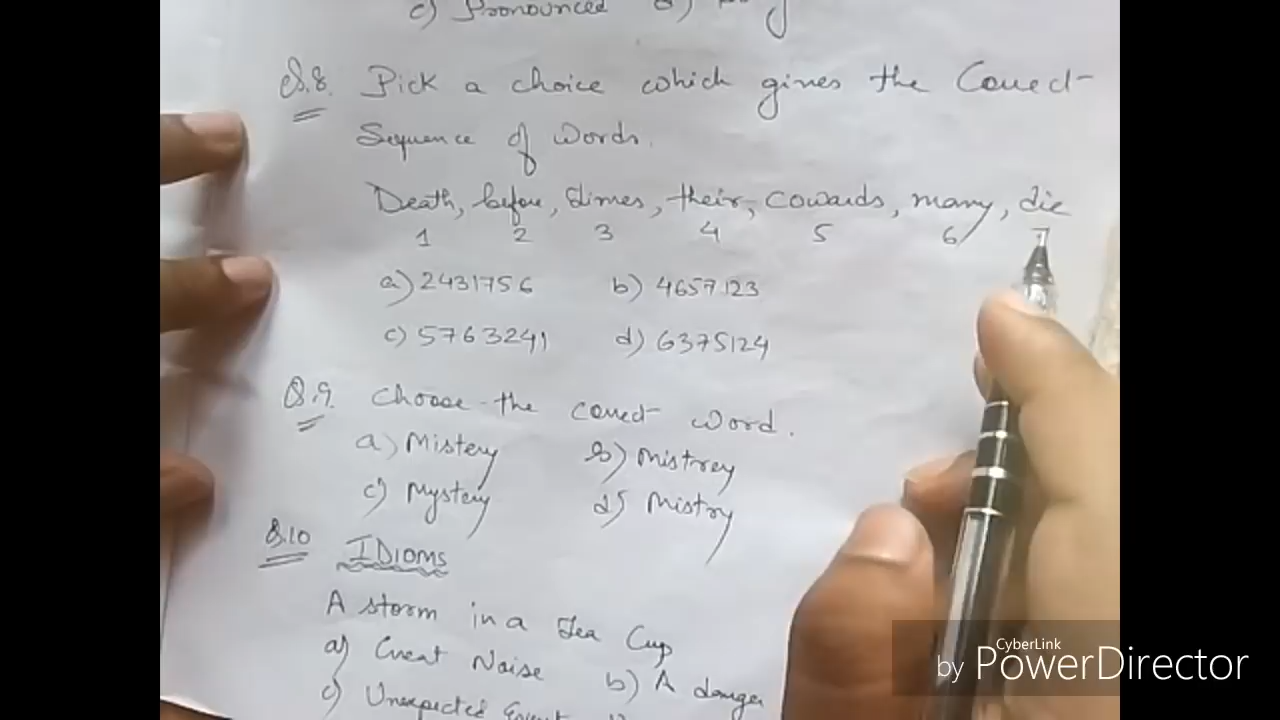 c) Pronounced d)
Q.8. Pick a choice which gives the Correct
Sequence of words.
Death, before, times, their, cowards, many, die
1 2 3 4 5 6 7
a) 2431756 b) 4657123
c) 5763241 d) 6375124
Q.9. Choose the correct word.
a) Mistery b) Mistrey
c) Mystery d) Mistry
Q.10 IDIOMS
A storm in a Tea Cup
a) Great Noise b) A danger
c) Unexpected Event
CyberLink
by PowerDirector